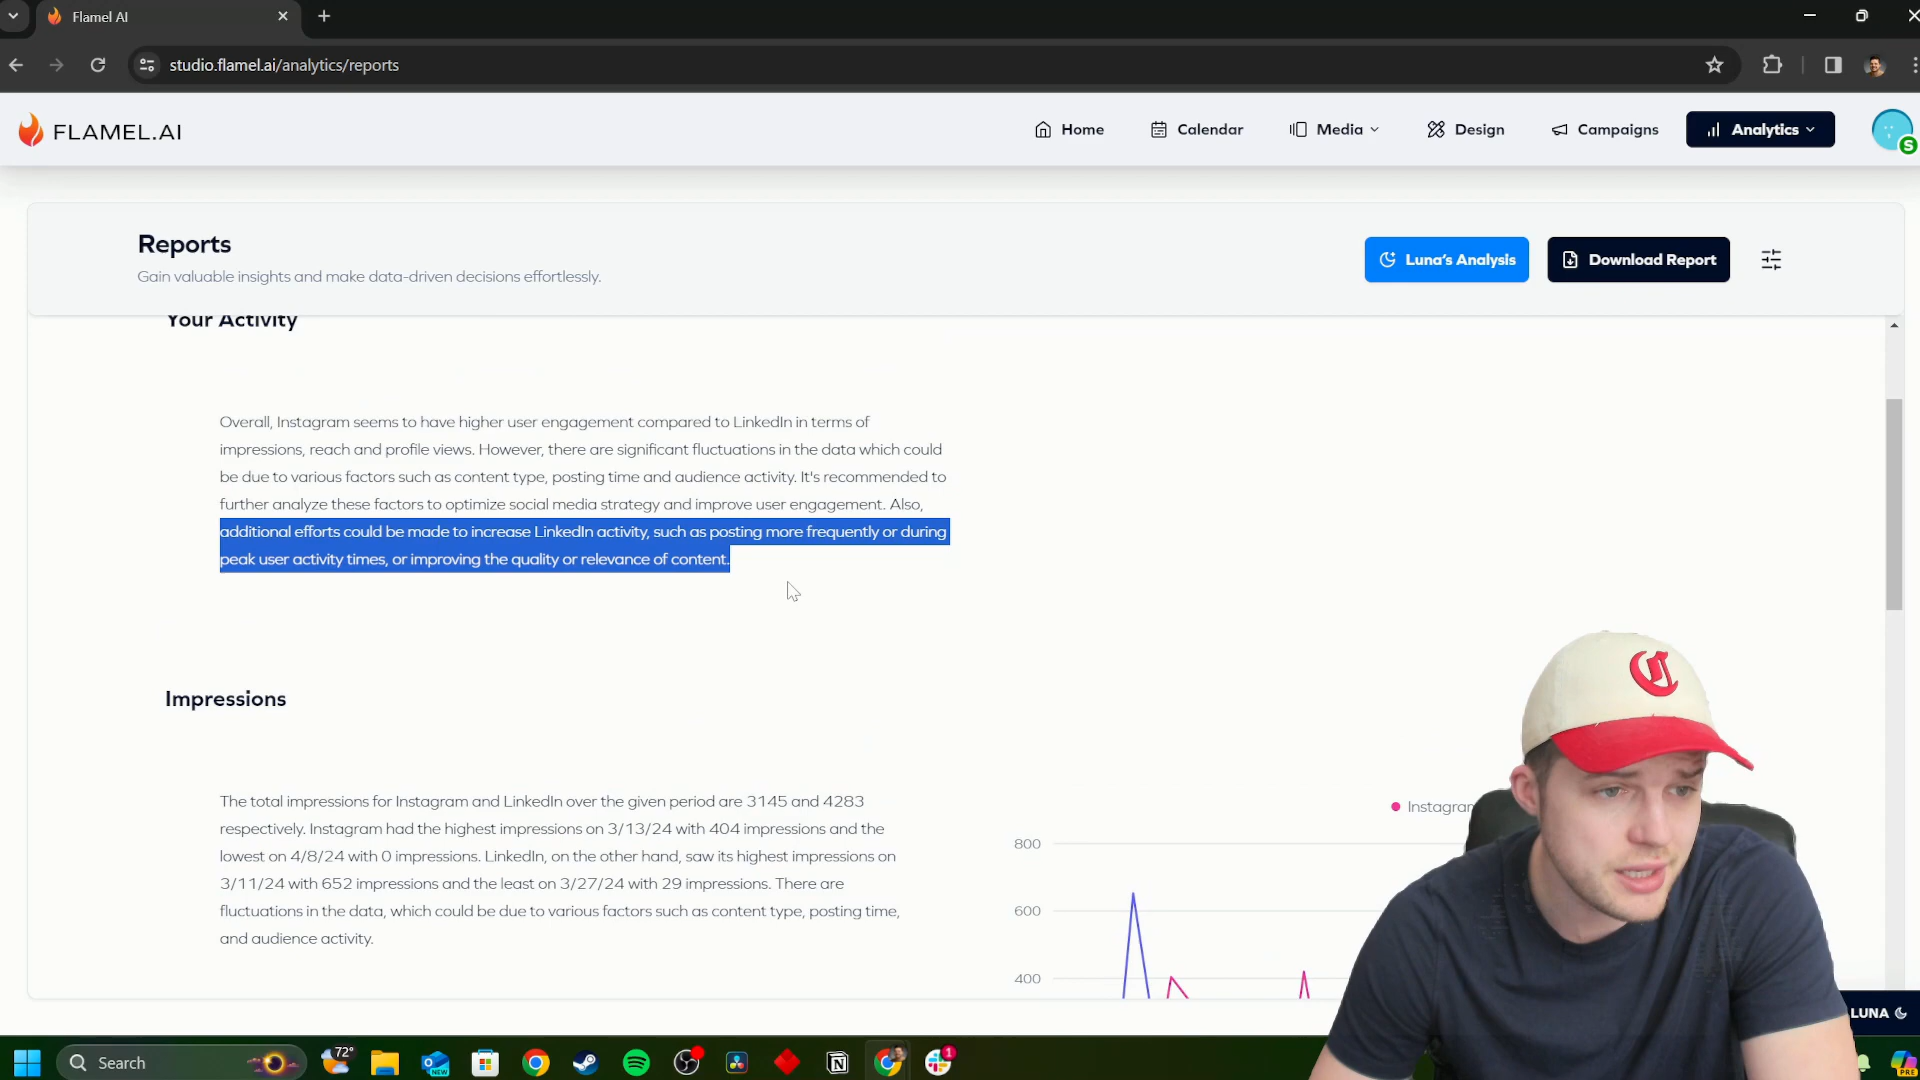 Flamel AI
studio.flamel.ai/analytics/reports
FLAMEL.AI
Home
Calendar
Media
Design
Campaigns
Analytics
S
Reports
Gain valuable insights and make data-driven decisions effortlessly.
Luna's Analysis
Download Report
Your Activity
Overall, Instagram seems to have higher user engagement compared to LinkedIn in terms of
impressions, reach and profile views. However, there are significant fluctuations in the data which could
be due to various factors such as content type, posting time and audience activity. It's recommended to
further analyze these factors to optimize social media strategy and improve user engagement. Also,
additional efforts could be made to increase LinkedIn activity, such as posting more frequently or during
peak user activity times, or improving the quality or relevance of content.
Impressions
The total impressions for Instagram and LinkedIn over the given period are 3145 and 4283
respectively. Instagram had the highest impressions on 3/13/24 with 404 impressions and the
lowest on 4/8/24 with 0 impressions. LinkedIn, on the other hand, saw its highest impressions on
3/11/24 with 652 impressions and the least on 3/27/24 with 29 impressions. There are
fluctuations in the data, which could be due to various factors such as content type, posting time,
and audience activity.
Instagram
800
600
400
C
LUNA
Search
72°
NEW
N
1
PRE